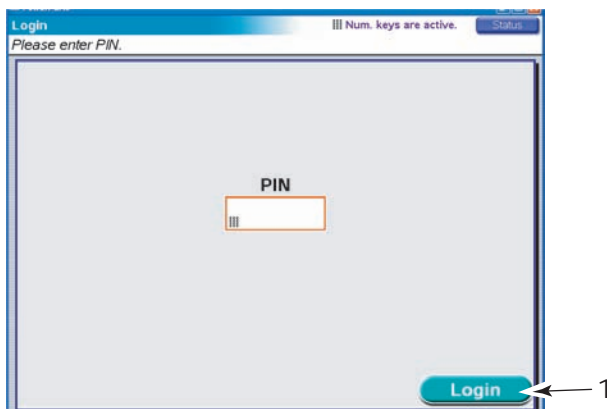 Login
Num. keys are active.
Status
Please enter PIN.
PIN
Login
1